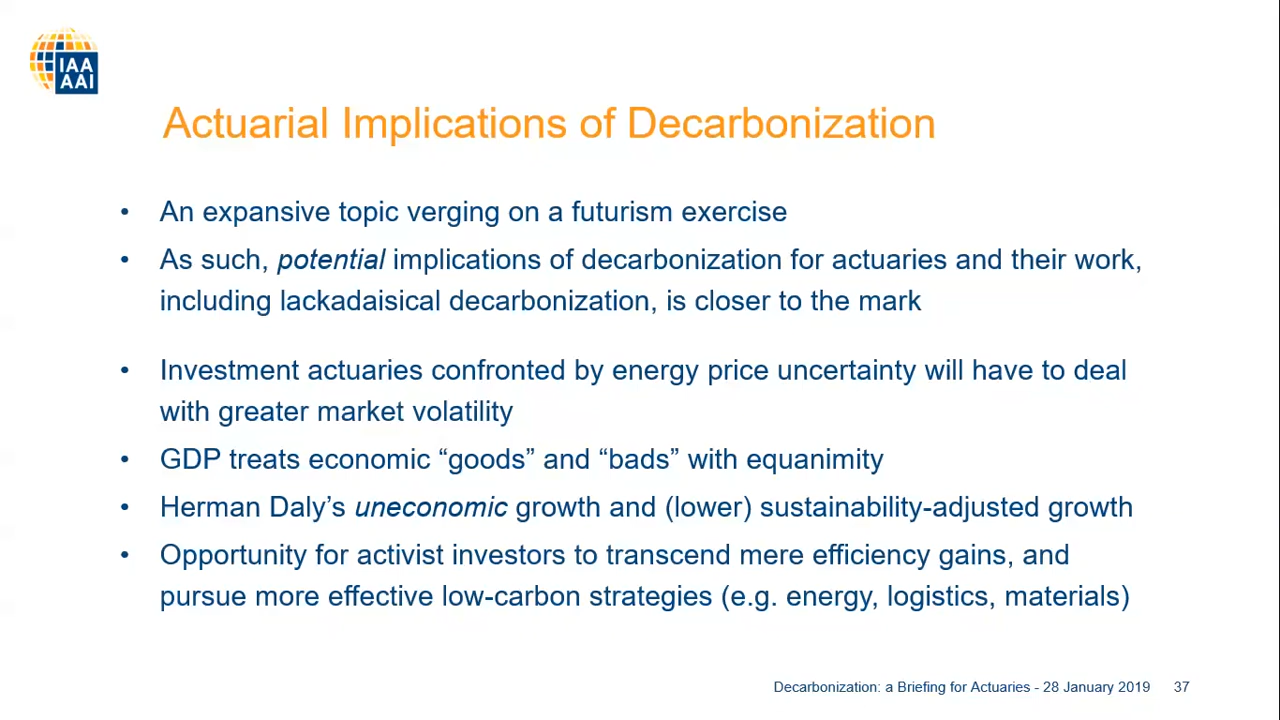 IAA
AAI
Actuarial Implications of Decarbonization
• An expansive topic verging on a futurism exercise
• As such, potential implications of decarbonization for actuaries and their work,
including lackadaisical decarbonization, is closer to the mark
• Investment actuaries confronted by energy price uncertainty will have to deal
with greater market volatility
• GDP treats economic “goods” and “bads” with equanimity
• Herman Daly’s uneconomic growth and (lower) sustainability-adjusted growth
• Opportunity for activist investors to transcend mere efficiency gains, and
pursue more effective low-carbon strategies (e.g. energy, logistics, materials)
Decarbonization: a Briefing for Actuaries - 28 January 2019 37